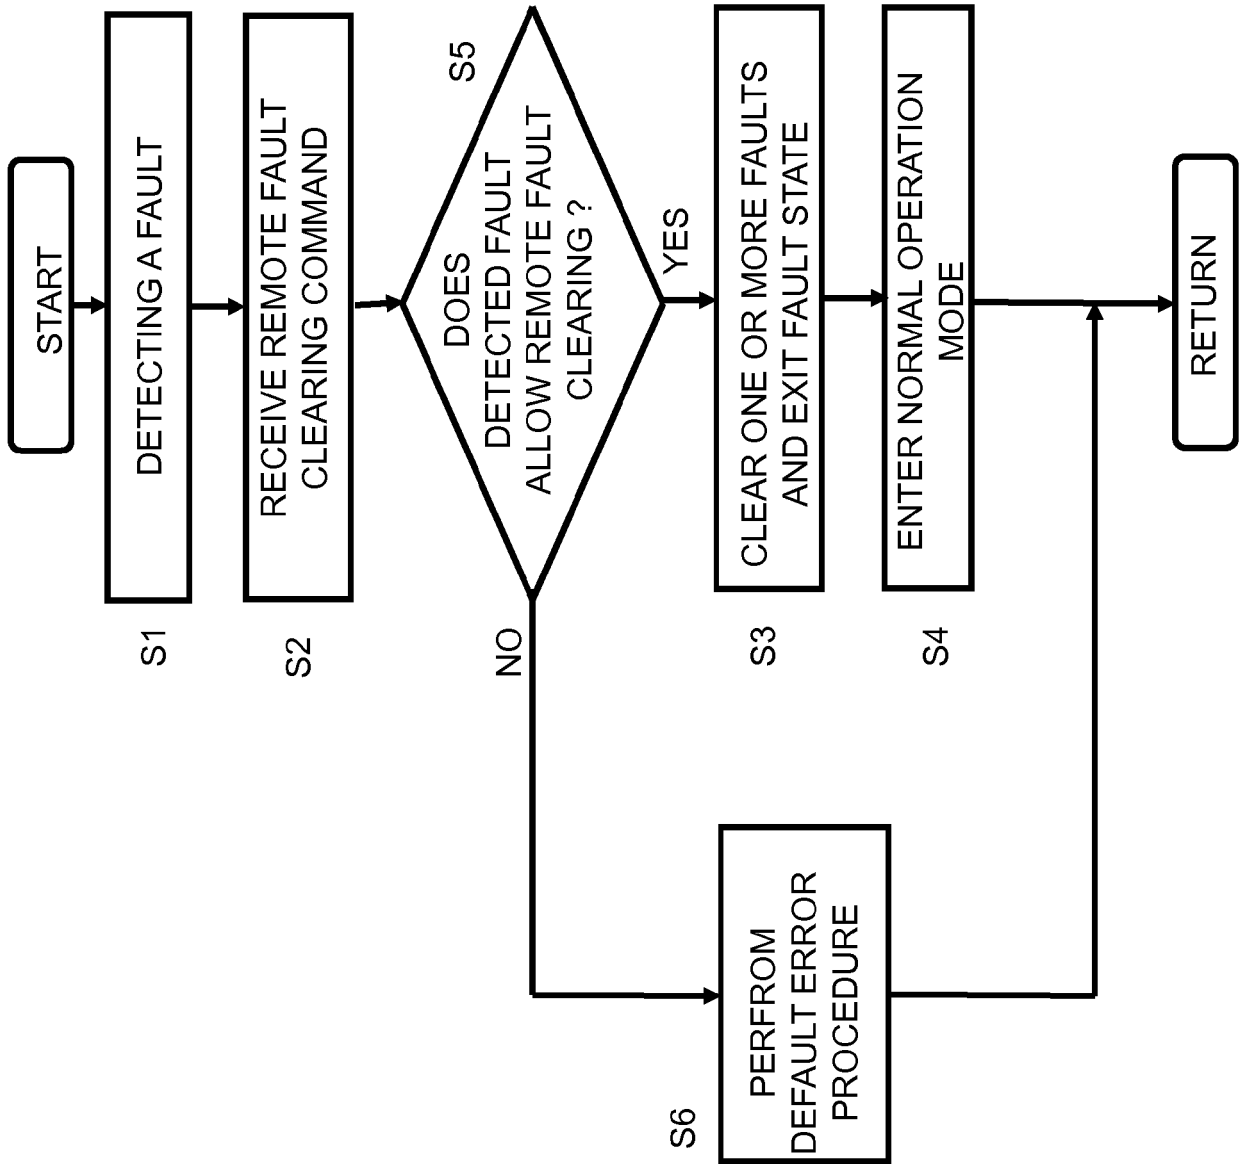 START
DETECTING A FAULT
S1
RECEIVE REMOTE FAULT
CLEARING COMMAND
S2
S5
DOES
DETECTED FAULT
ALLOW REMOTE FAULT
CLEARING ?
NO
YES
CLEAR ONE OR MORE FAULTS
AND EXIT FAULT STATE
S3
ENTER NORMAL OPERATION
MODE
S4
S6
PERFROM
DEFAULT ERROR
PROCEDURE
RETURN